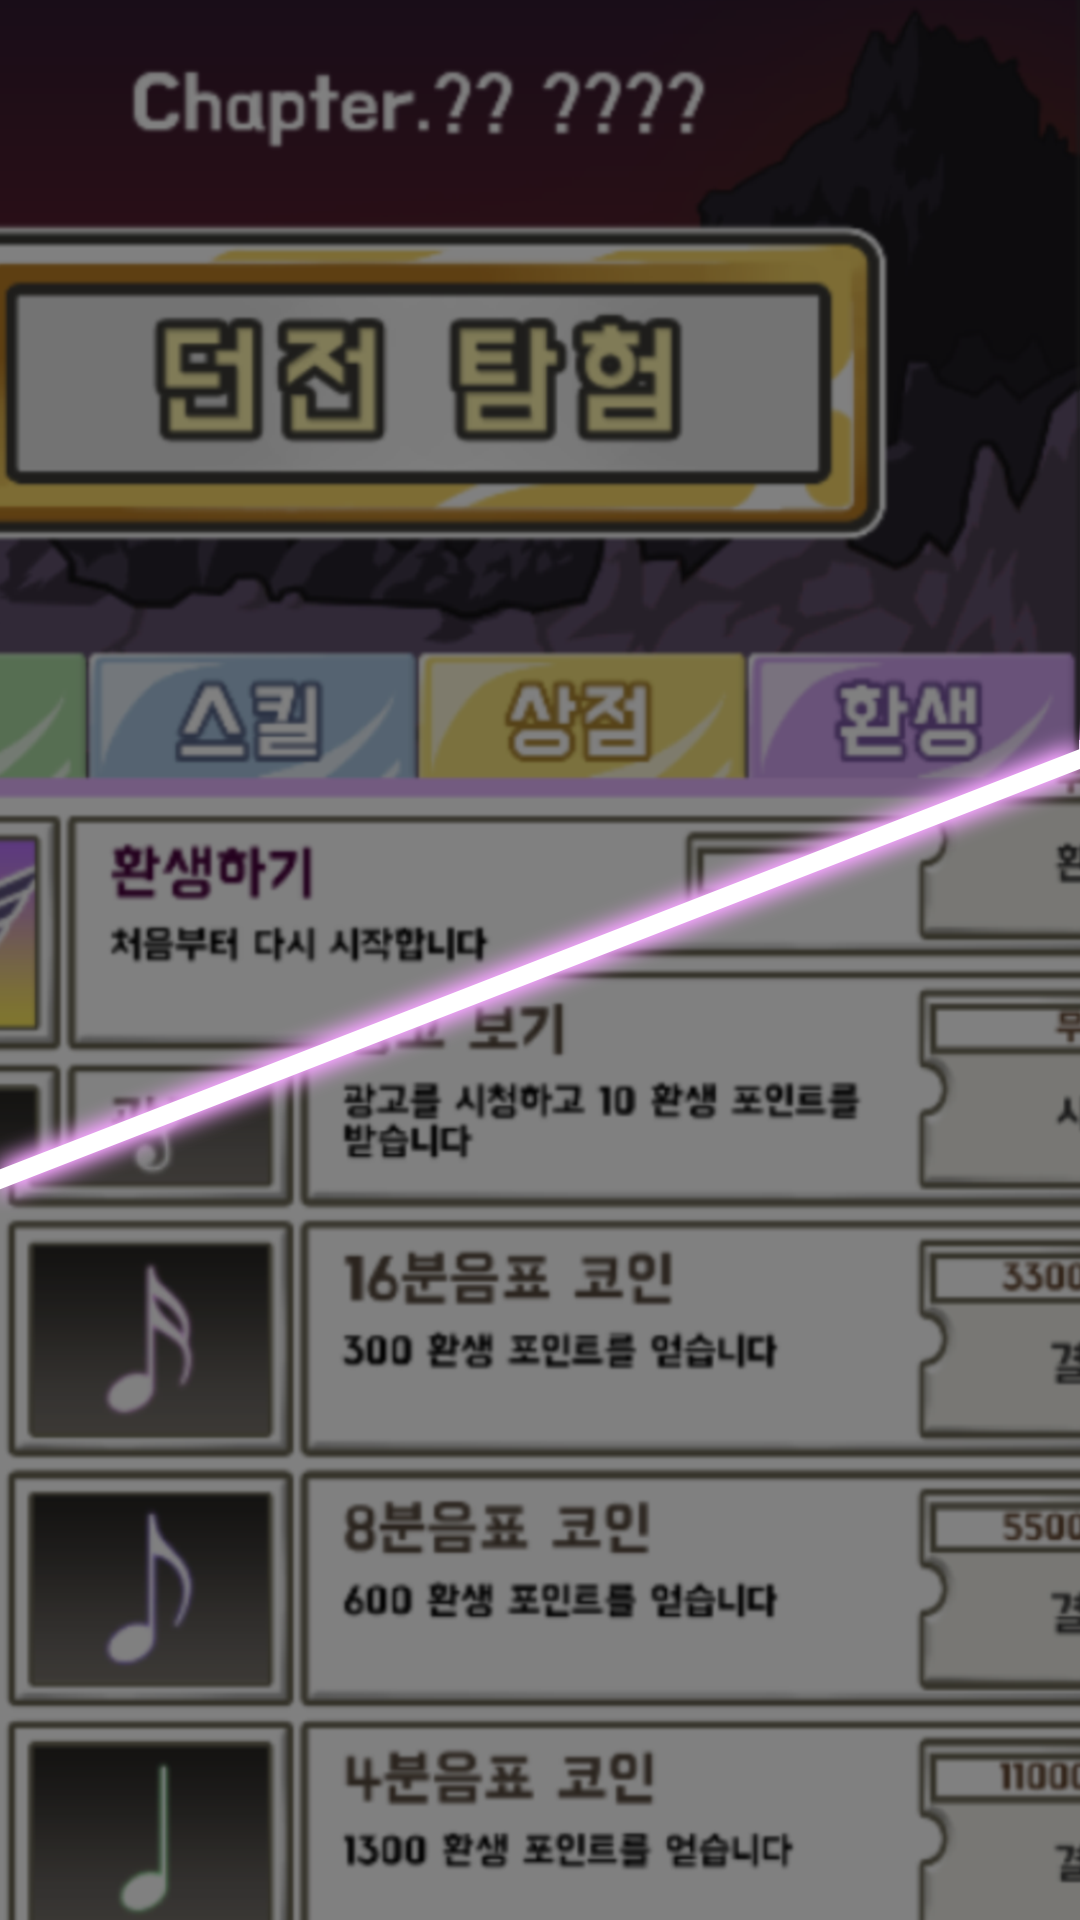 Chapter.?? ????
던전 탐험
스킬
상점
환생
환생하기
처음부터 다시 시작합니다
보기
광고를 시청하고 10 환생 포인트를
받습니다
16분음표 코인
3300
300 환생 포인트를 얻습니다
8분음표 코인
5500
600 환생 포인트를 얻습니다
4분음표 코인
11000
1300 환생 포인트를 얻습니다